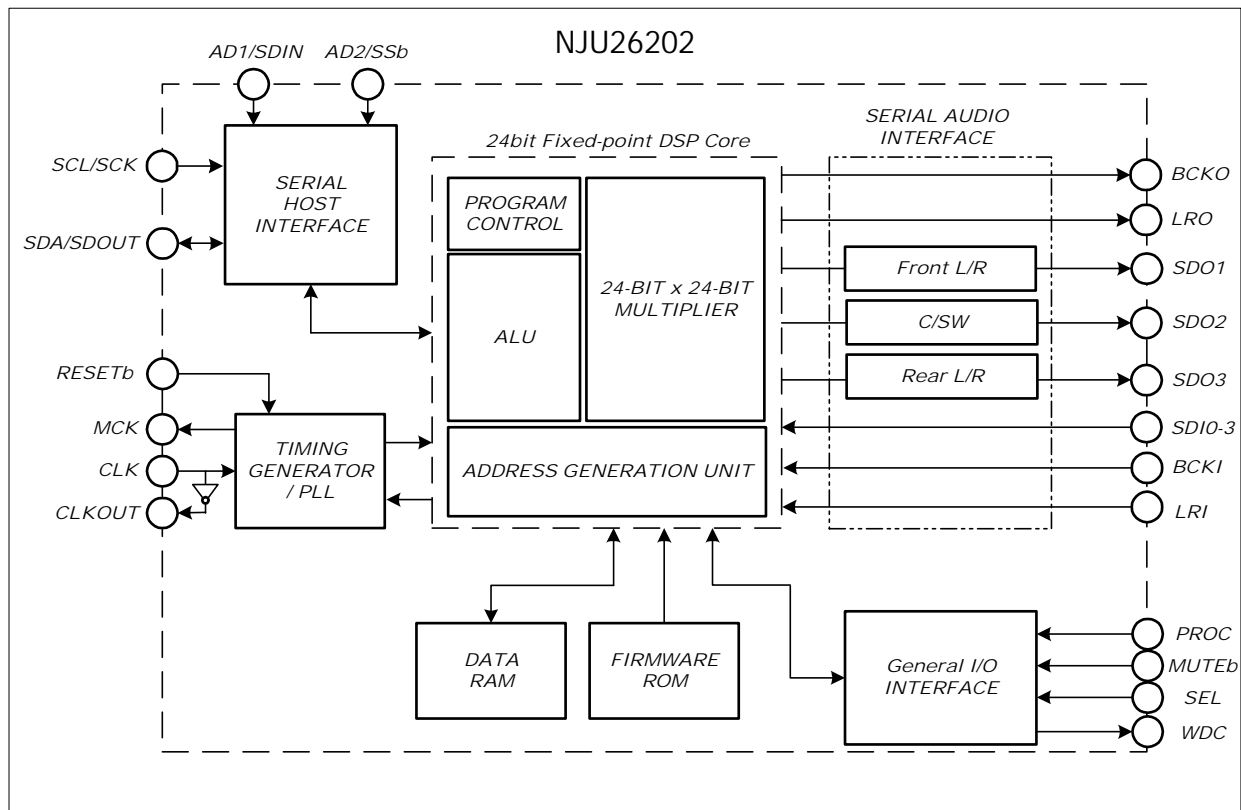 NJU26202
AD1/SDIN
AD2/SSb
SCL/SCK
SDA/SDOUT
SERIAL
HOST
INTERFACE
24bit Fixed-point DSP Core
PROGRAM
CONTROL
ALU
24-BIT x 24-BIT
MULTIPLIER
ADDRESS GENERATION UNIT
SERIAL AUDIO
INTERFACE
Front L/R
C/SW
Rear L/R
BCKO
LRO
SDO1
SDO2
SDO3
SDI0-3
BCKI
LRI
RESETb
MCK
CLK
CLKOUT
TIMING
GENERATOR
/ PLL
DATA
RAM
FIRMWARE
ROM
General I/O
INTERFACE
PROC
MUTEb
SEL
WDC